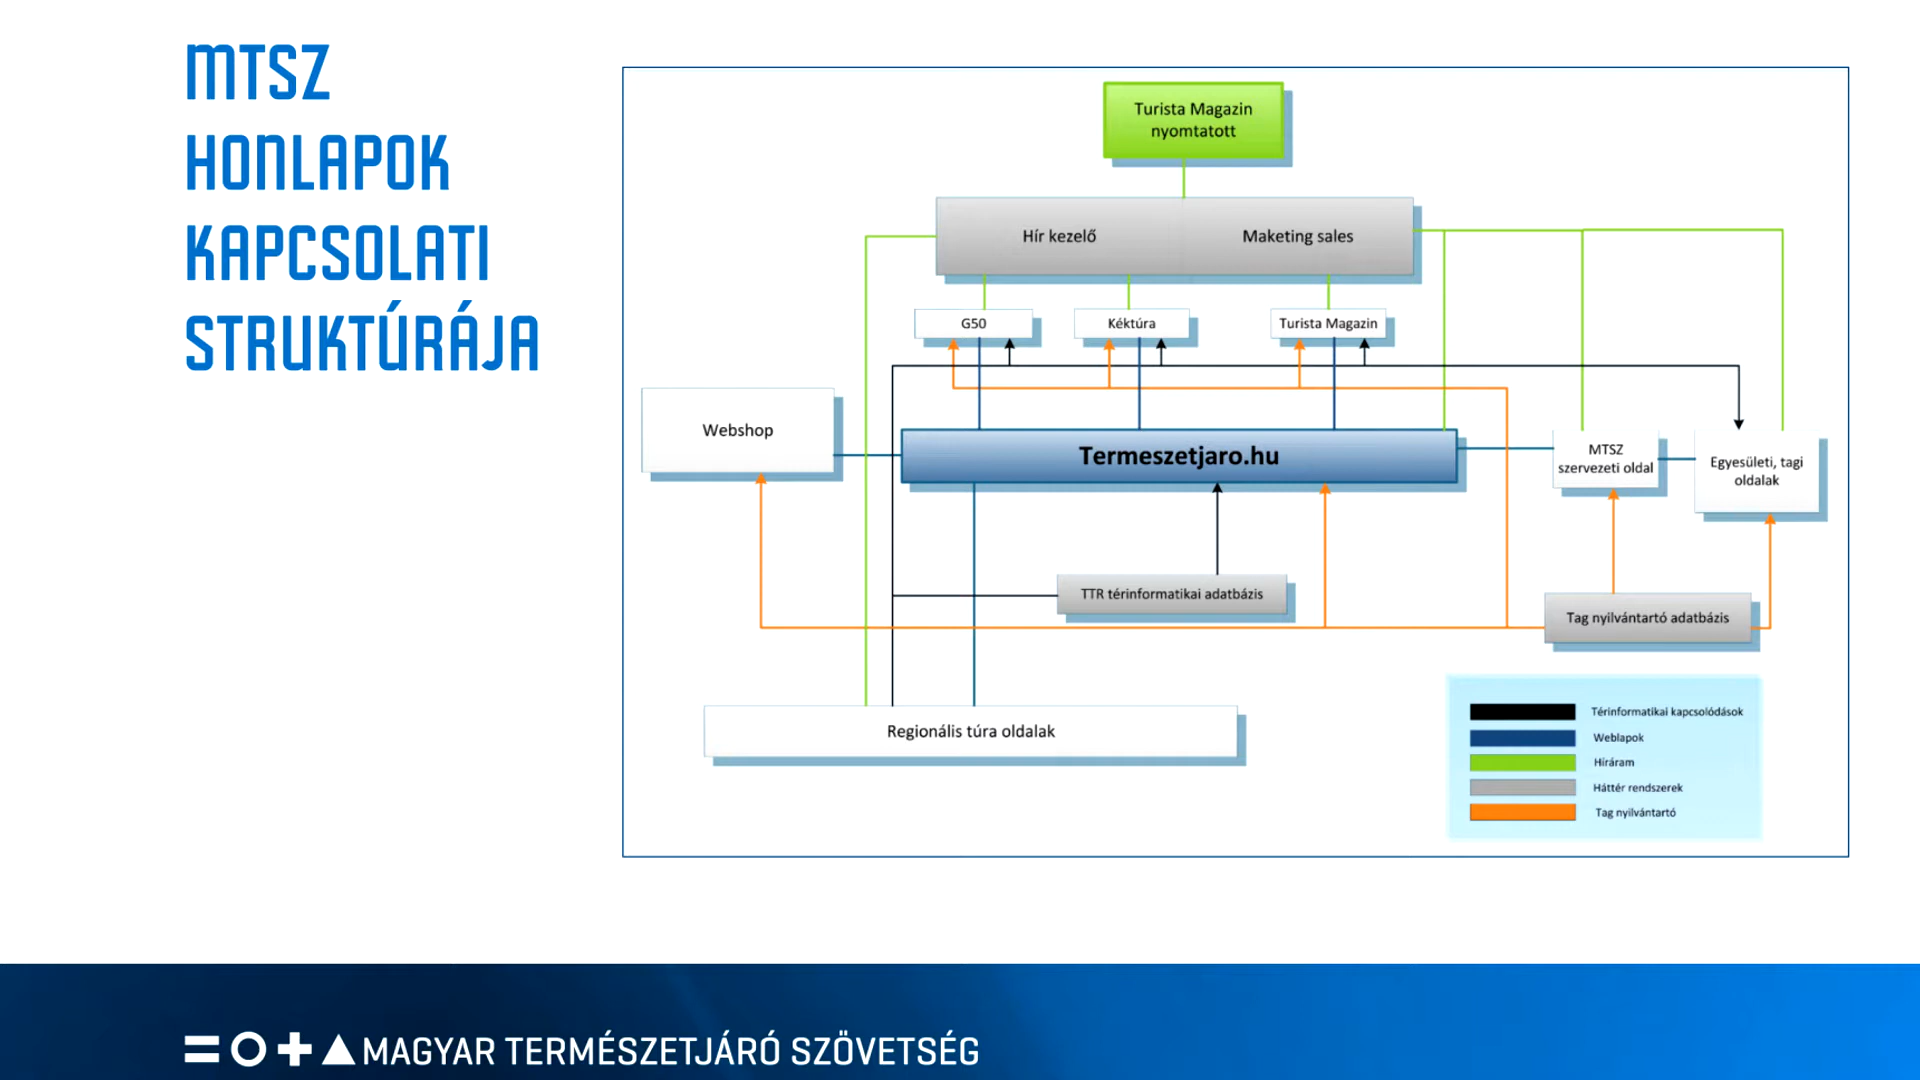 MTSZ
HONLAPOK
KAPCSOLATI
STRUKTÚRÁJA
Turista Magazin
nyomtatott
Hír kezelő
Maketing sales
G50
Kéktúra
Turista Magazin
Webshop
Termeszetjaro.hu
MTSZ
szervezeti oldal
Egyesületi, tagi
oldalak
TTR térinformatikai adatbázis
Tag nyilvántartó adatbázis
Regionális túra oldalak
Térinformatikai kapcsolódások
Weblapok
Híráram
Háttér rendszerek
Tag nyilvántartó
MAGYAR TERMÉSZETJÁRÓ SZÖVETSÉG